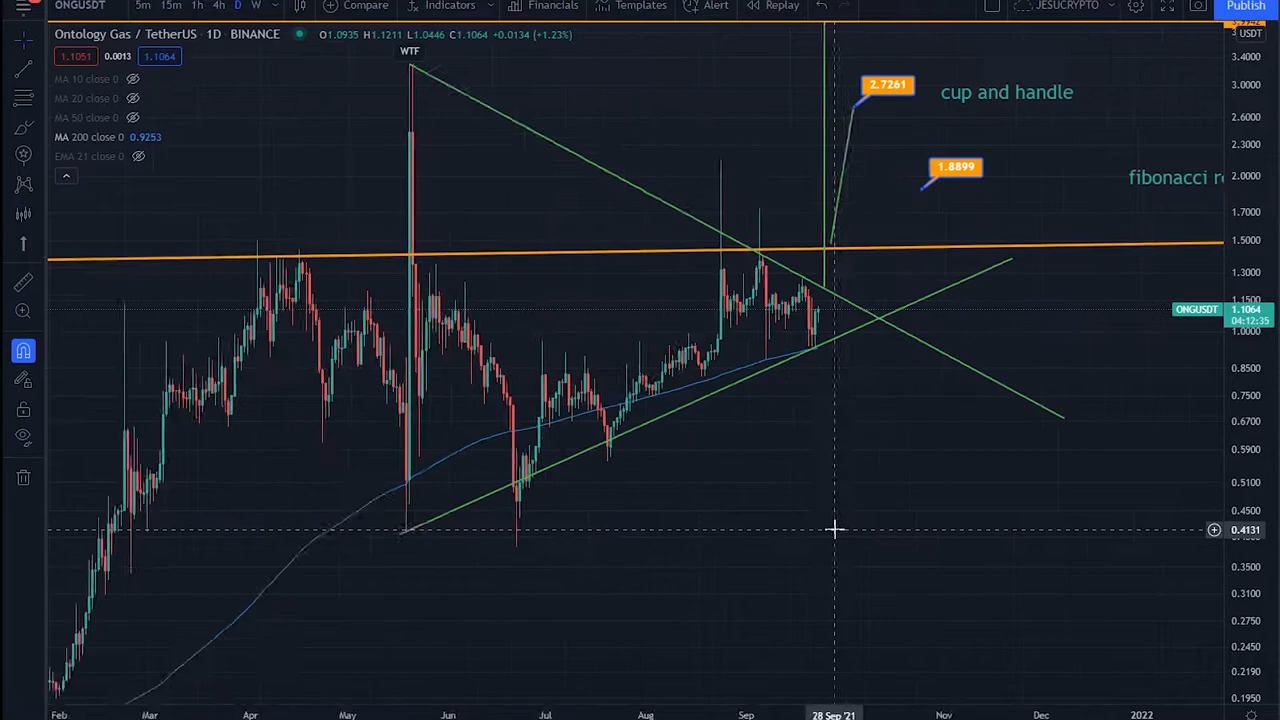 ONGUSDT 5m 15m 1h 4h D W Compare Indicators Financials Templates Alert Replay JESUCRYPTO Publish
Ontology Gas / TetherUS 1D BINANCE O1.0935 H1.1211 L1.0446 C1.1064 +0.0134 (+1.23%)
1.1051 0.0013 1.1064
MA 10 close 0
MA 20 close 0
MA 50 close 0
MA 200 close 0 0.9253
EMA 21 close 0
WTF
2.7261
cup and handle
1.8899
fibonacci r
USDT
3.4000
3.0000
2.6000
2.3000
2.0000
1.7000
1.5000
1.3000
1.1500
ONGUSDT 1.1064
04:12:35
1.0000
0.8500
0.7500
0.6700
0.5900
0.5100
0.4500
0.4131
0.3500
0.3100
0.2750
0.2450
0.2190
0.1950
Feb Mar Apr May Jun Jul Aug Sep 28 Sep '21 Nov Dec 2022